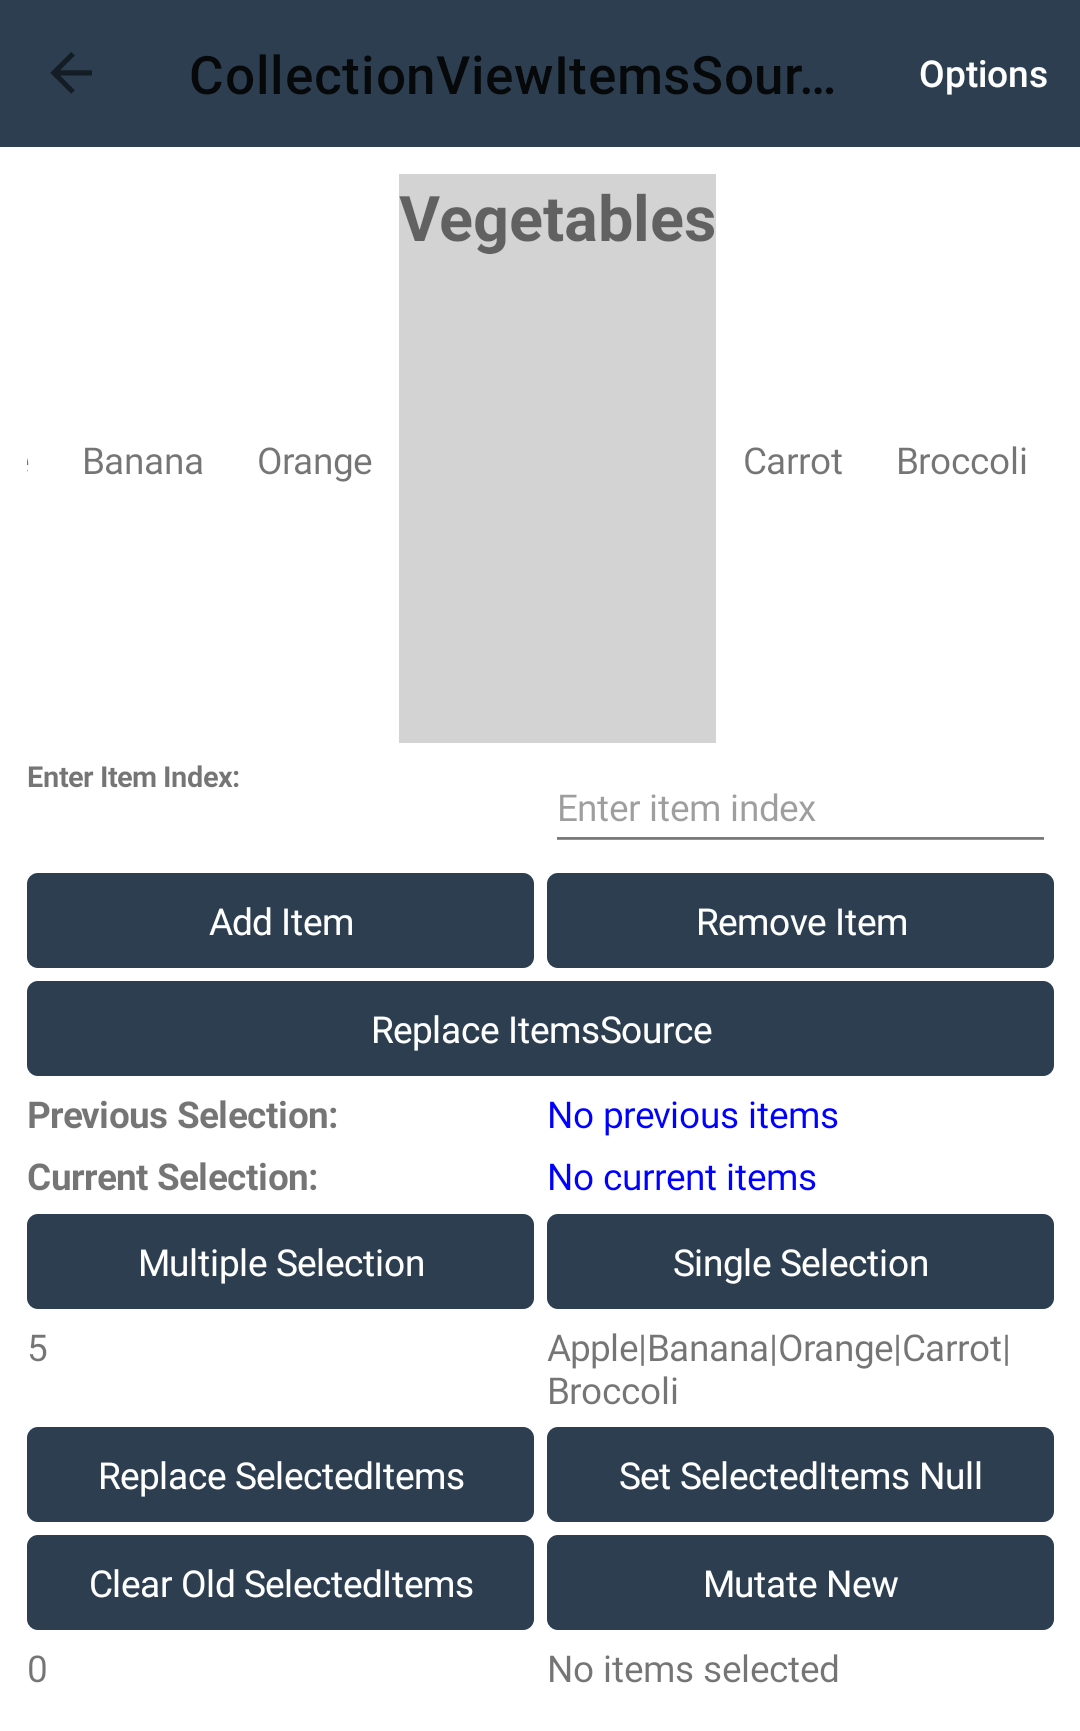 CollectionViewItemsSour...
Options
Vegetables
Banana
Orange
Carrot
Broccoli
Enter Item Index:
Enter item index
Add Item
Remove Item
Replace ItemsSource
Previous Selection:
No previous items
Current Selection:
No current items
Multiple Selection
Single Selection
5
Apple|Banana|Orange|Carrot|
Broccoli
Replace SelectedItems
Set SelectedItems Null
Clear Old SelectedItems
Mutate New
0
No items selected